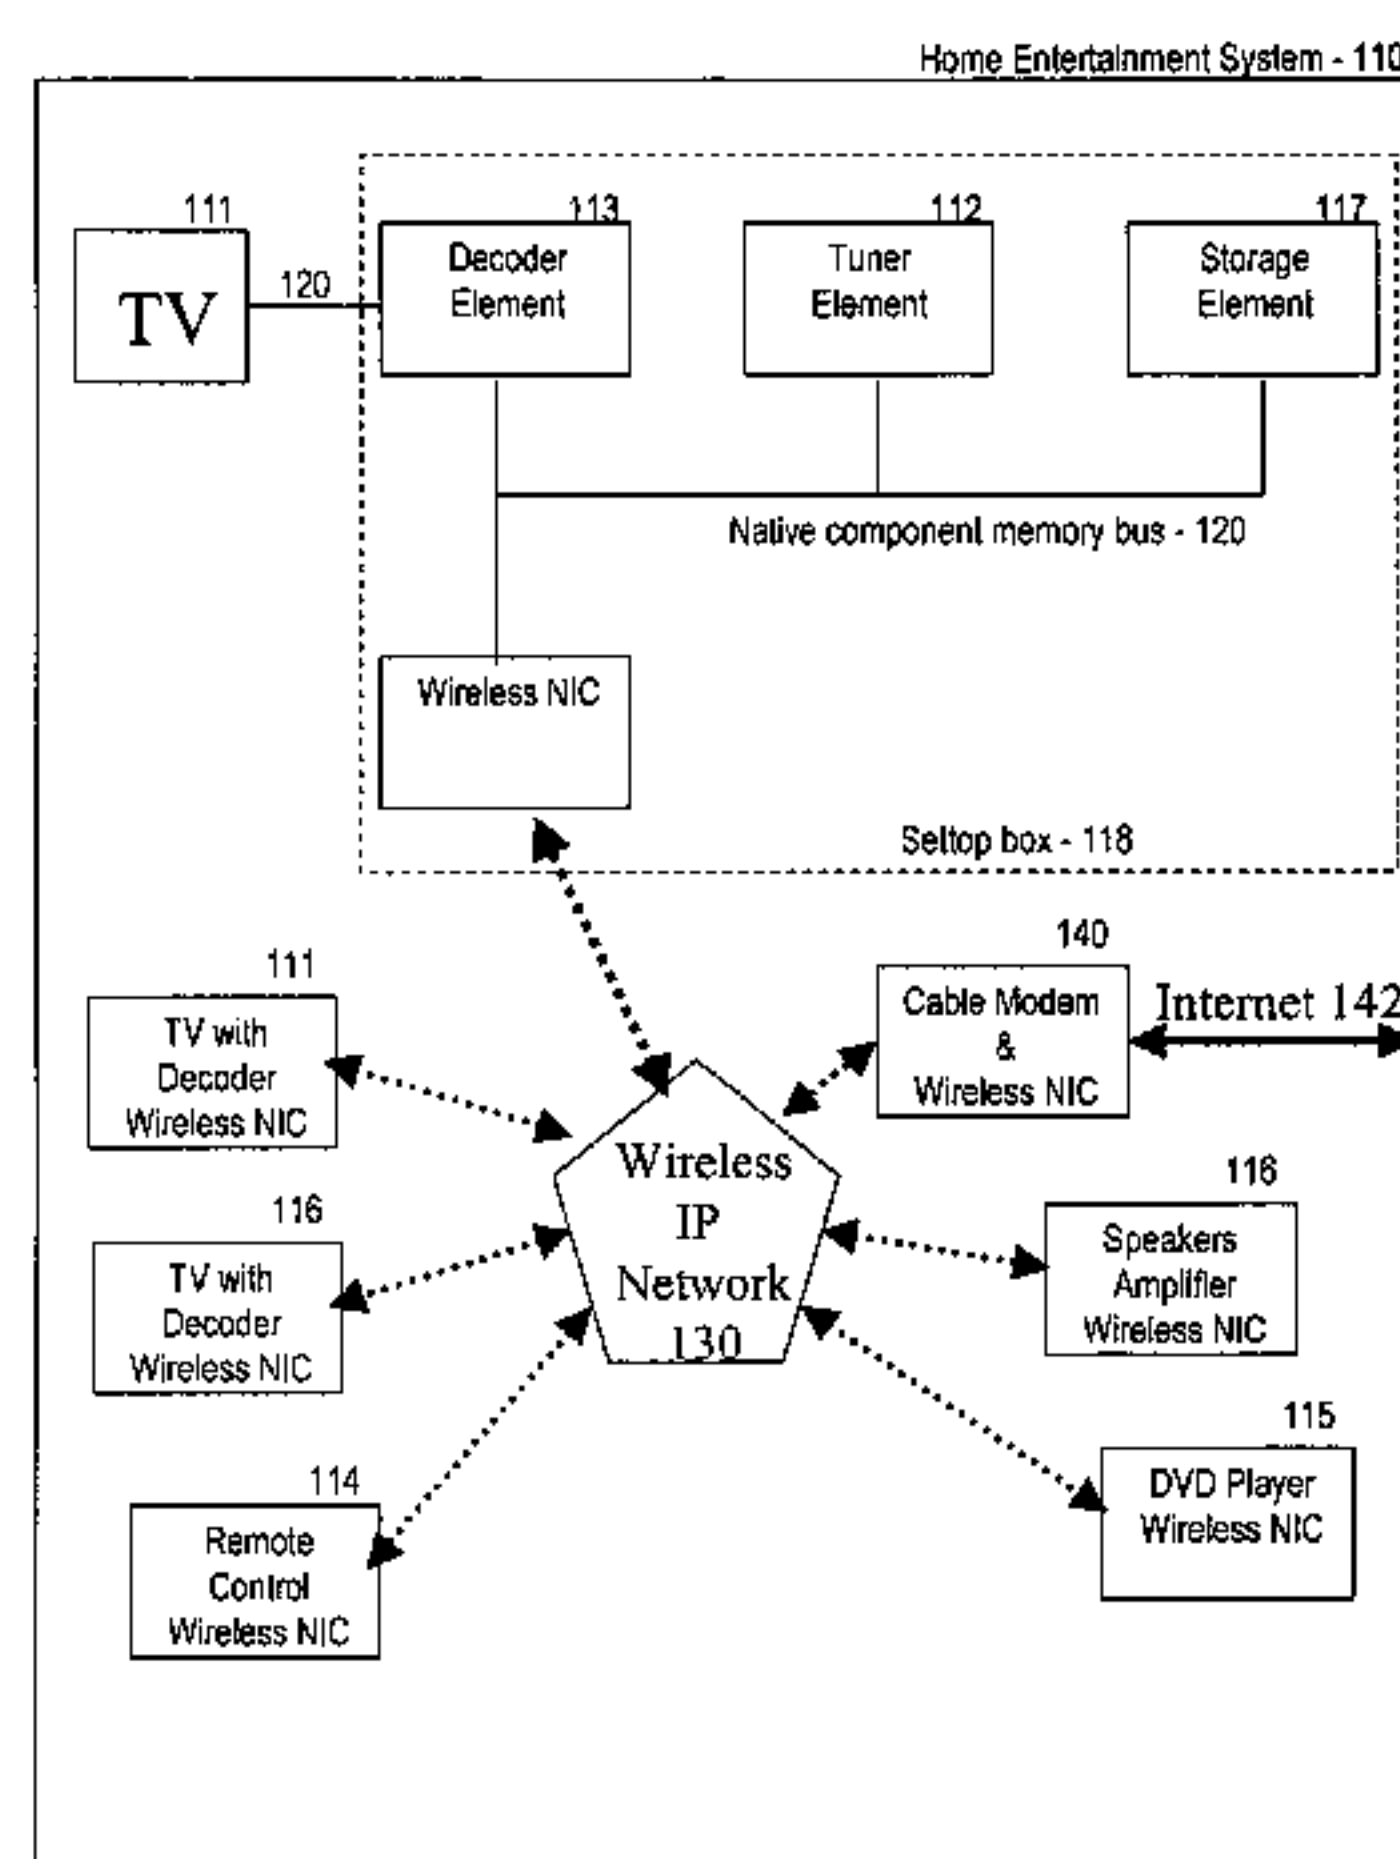 Home Entertainment System - 110
111
113
112
117
TV
120
Decoder
Element
Tuner
Element
Storage
Element
Native component memory bus - 120
Wireless NIC
Settop box - 118
140
111
Cable Modem
&
Wireless NIC
Internet 142
TV with
Decoder
Wireless NIC
Wireless
IP
Network
130
116
Speakers
Amplifier
Wireless NIC
116
TV with
Decoder
Wireless NIC
115
DVD Player
Wireless NIC
114
Remote
Control
Wireless NIC